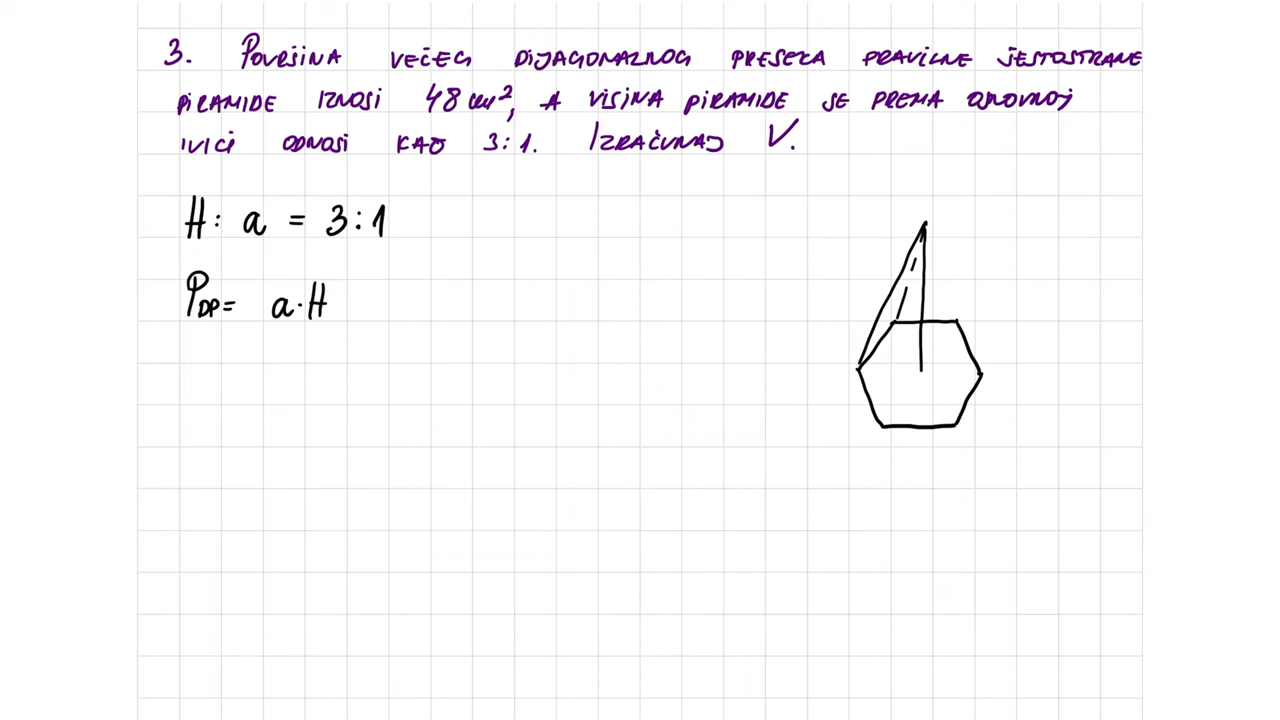 3. POVRŠINA VEĆEG DIJAGONALNOG PRESEKA PRAVILNE ŠESTOSTRANE
PIRAMIDE IZNOSI 48 cm², A VISINA PIRAMIDE SE PREMA OSNOVNOJ
IVICI ODNOSI KAO 3:1. IZRAČUNAJ V.
H: a = 3:1
P_DP = a·H